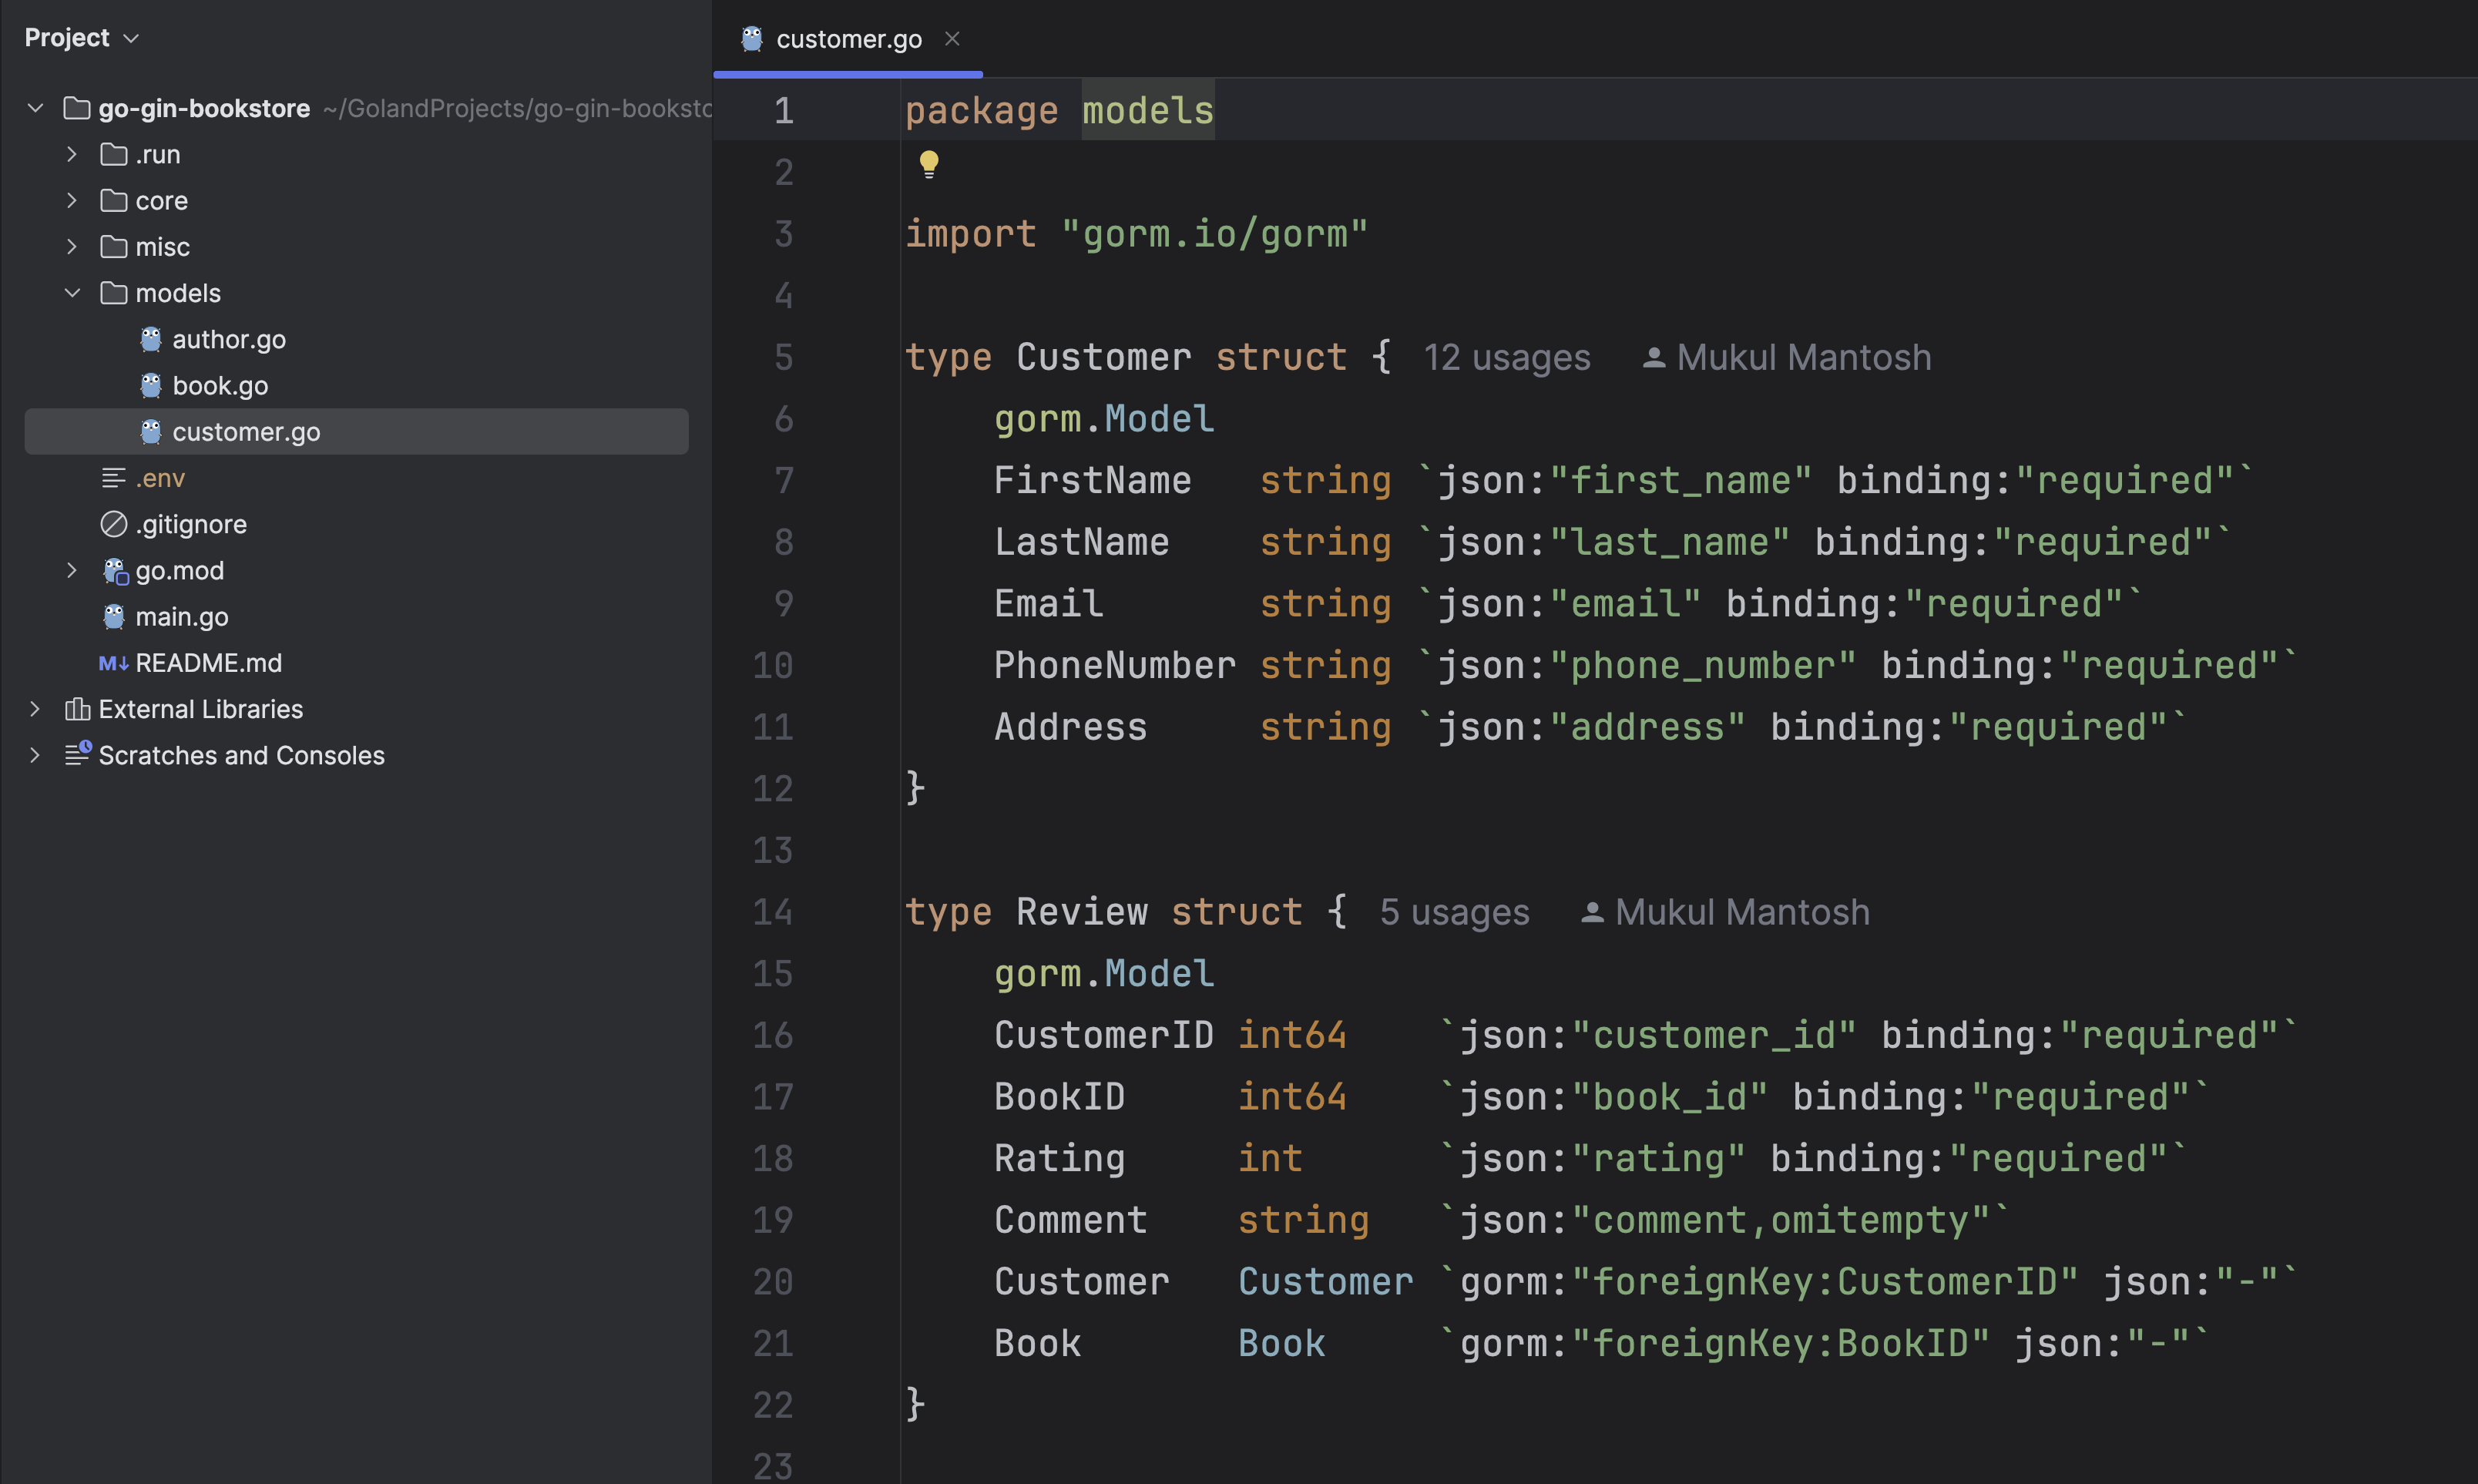 Project
go-gin-bookstore ~/GolandProjects/go-gin-booksto
.run
core
misc
models
author.go
book.go
customer.go
.env
.gitignore
go.mod
main.go
M↓ README.md
External Libraries
Scratches and Consoles
customer.go
1 package models
2
3 import "gorm.io/gorm"
4
5 type Customer struct { 12 usages Mukul Mantosh
6 gorm.Model
7 FirstName string `json:"first_name" binding:"required"`
8 LastName string `json:"last_name" binding:"required"`
9 Email string `json:"email" binding:"required"`
10 PhoneNumber string `json:"phone_number" binding:"required"`
11 Address string `json:"address" binding:"required"`
12 }
13
14 type Review struct { 5 usages Mukul Mantosh
15 gorm.Model
16 CustomerID int64 `json:"customer_id" binding:"required"`
17 BookID int64 `json:"book_id" binding:"required"`
18 Rating int `json:"rating" binding:"required"`
19 Comment string `json:"comment,omitempty"`
20 Customer Customer `gorm:"foreignKey:CustomerID" json:"-"`
21 Book Book `gorm:"foreignKey:BookID" json:"-"`
22 }
23